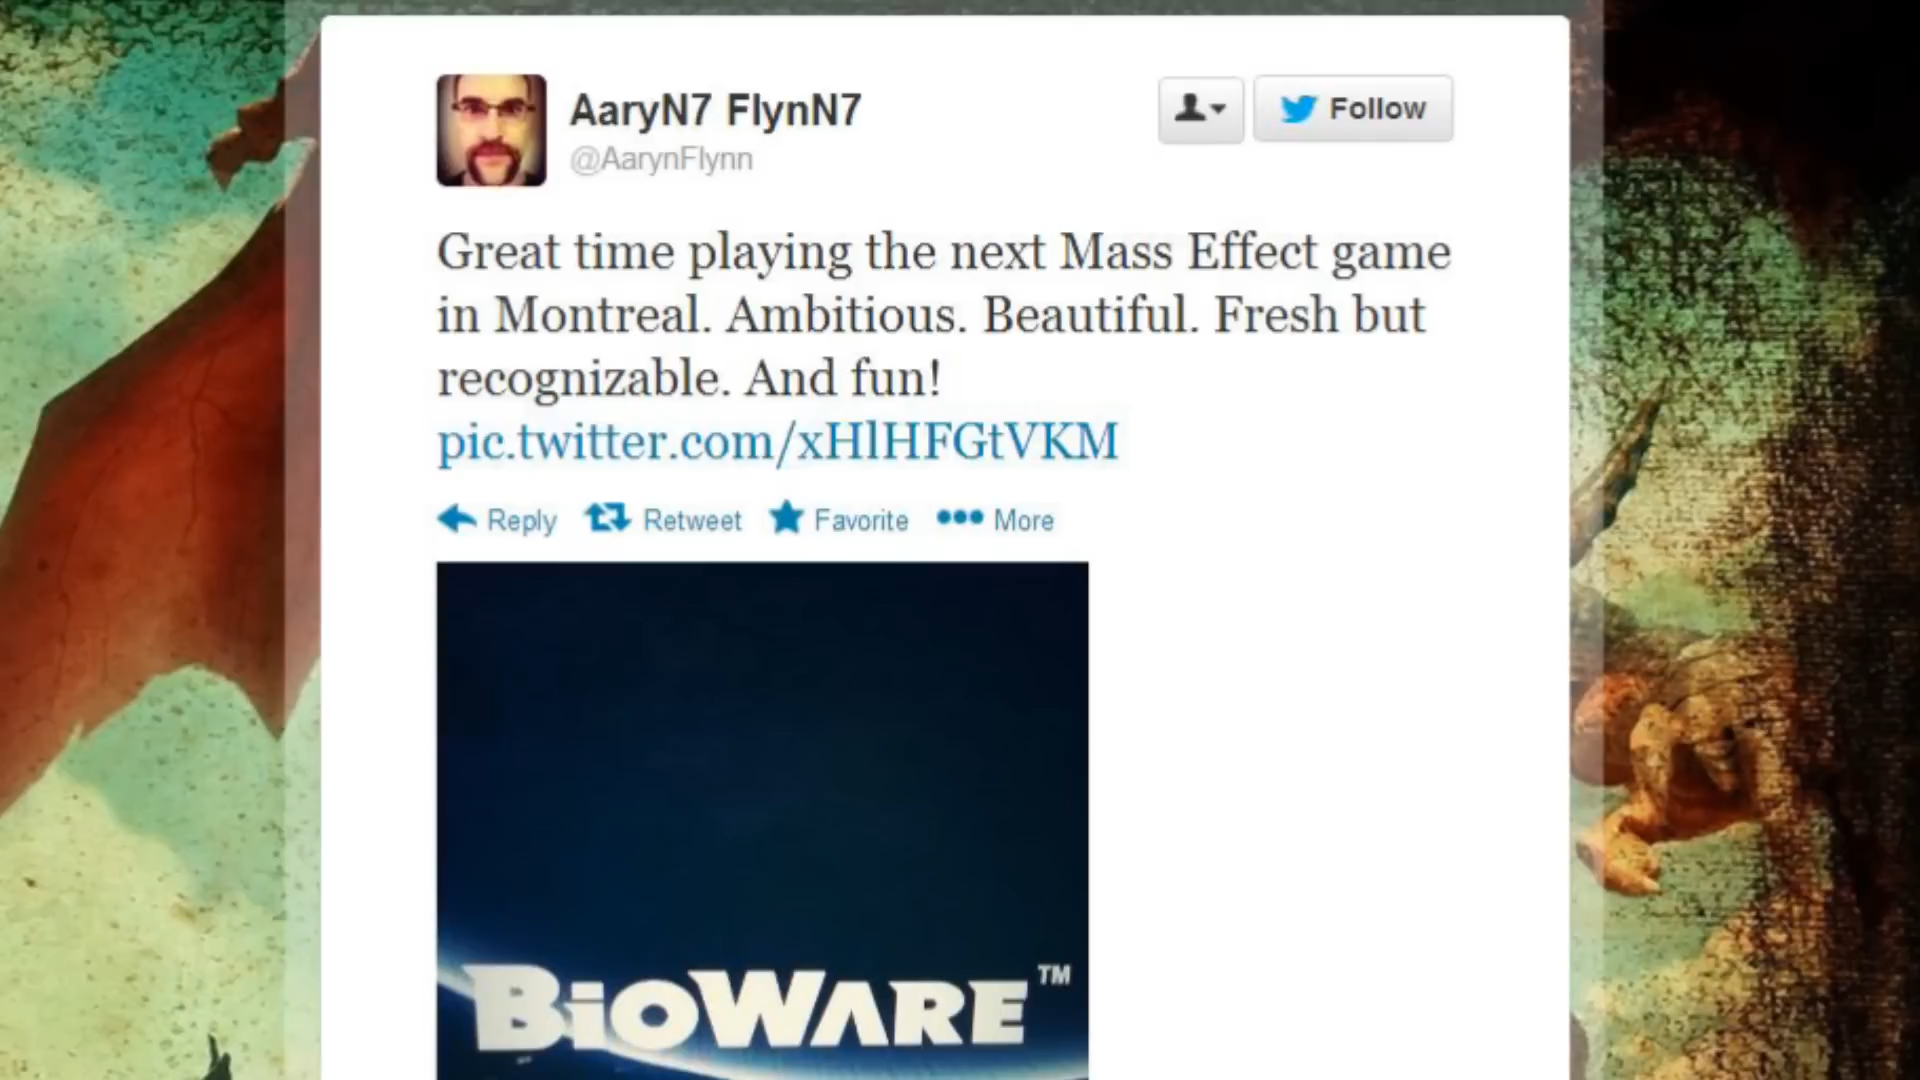 AaryN7 FlynN7
@AarynFlynn
Follow
Great time playing the next Mass Effect game
in Montreal. Ambitious. Beautiful. Fresh but
recognizable. And fun!
pic.twitter.com/xHlHFGtVKM
Reply Retweet Favorite More
BIOWARE™